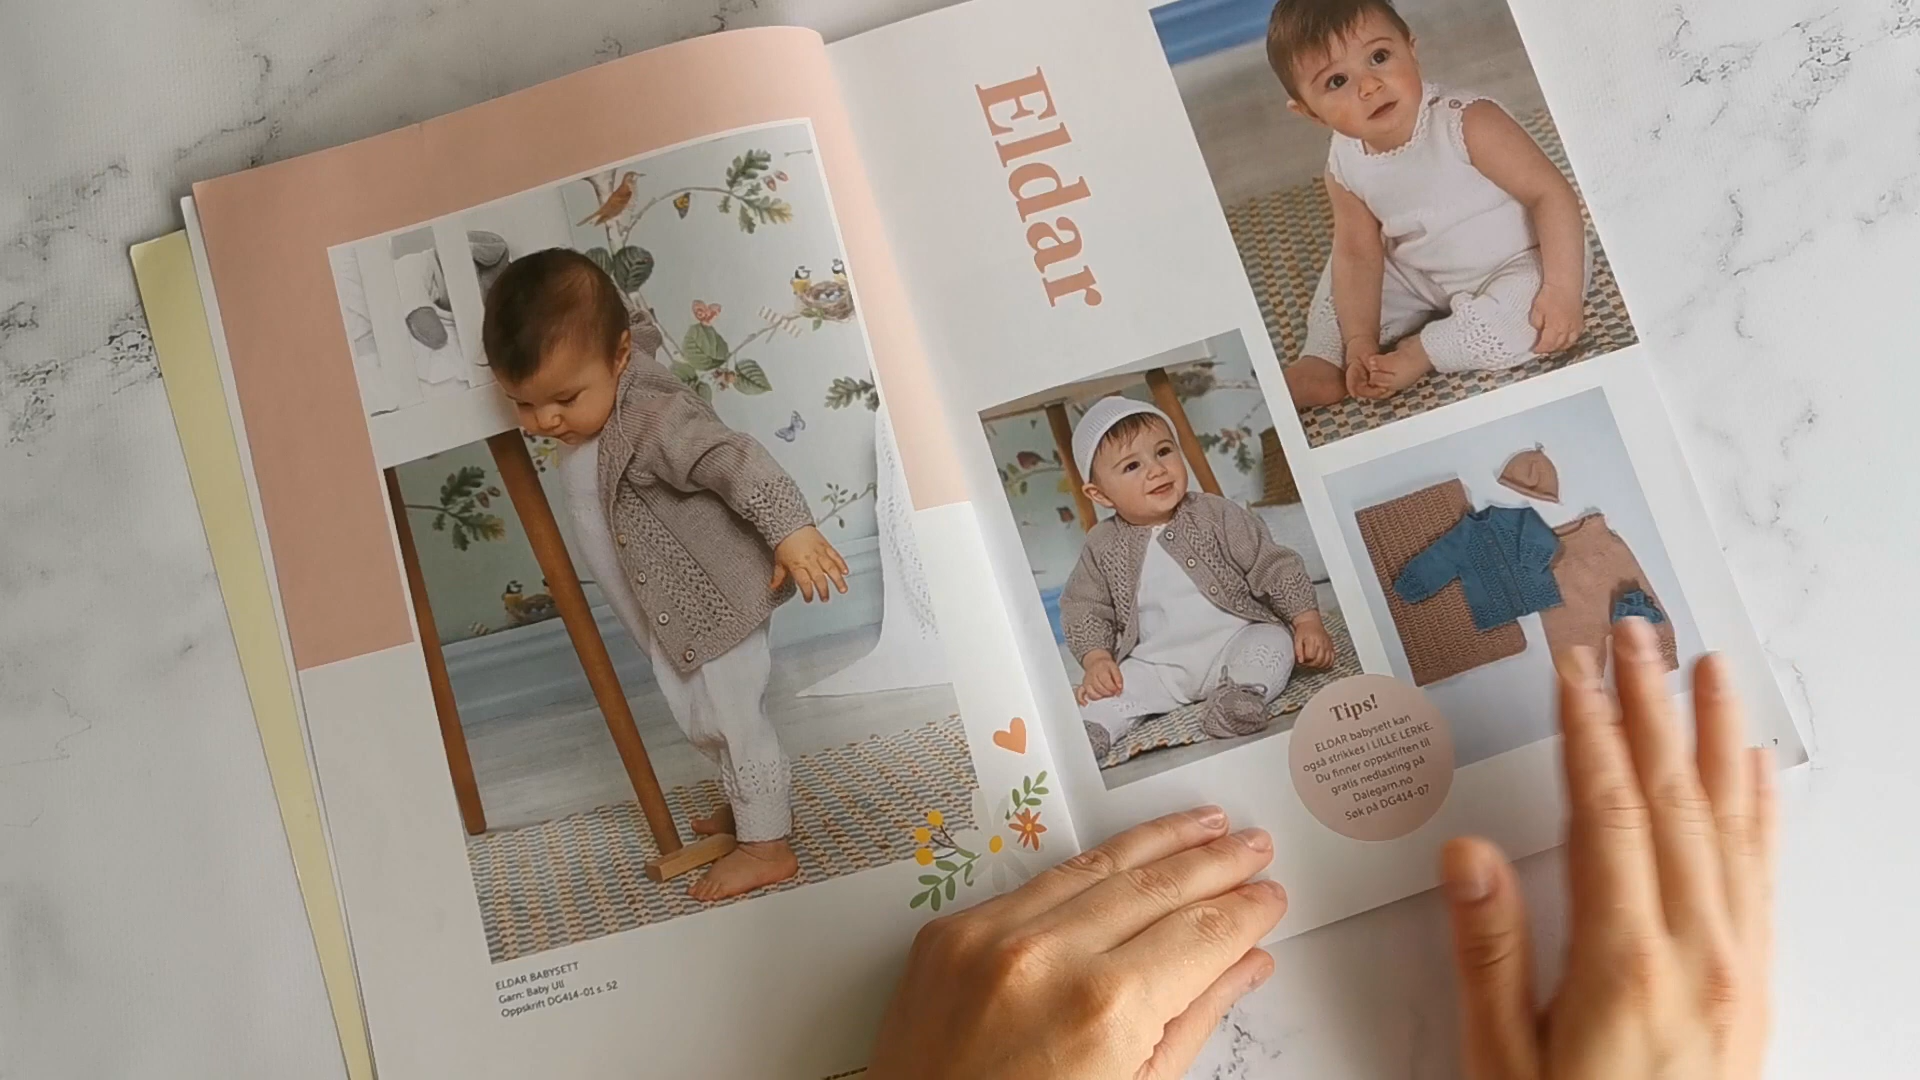 ELDAR BABYSETT
Garn: Baby Ull
Oppskrift DG414-01 s. 52
Eldar
Tips!
ELDAR babysett kan
også strikkes i LILLE LERKE.
Du finner oppskriften til
gratis nedlasting på
Dalegarn.no
Søk på DG414-07